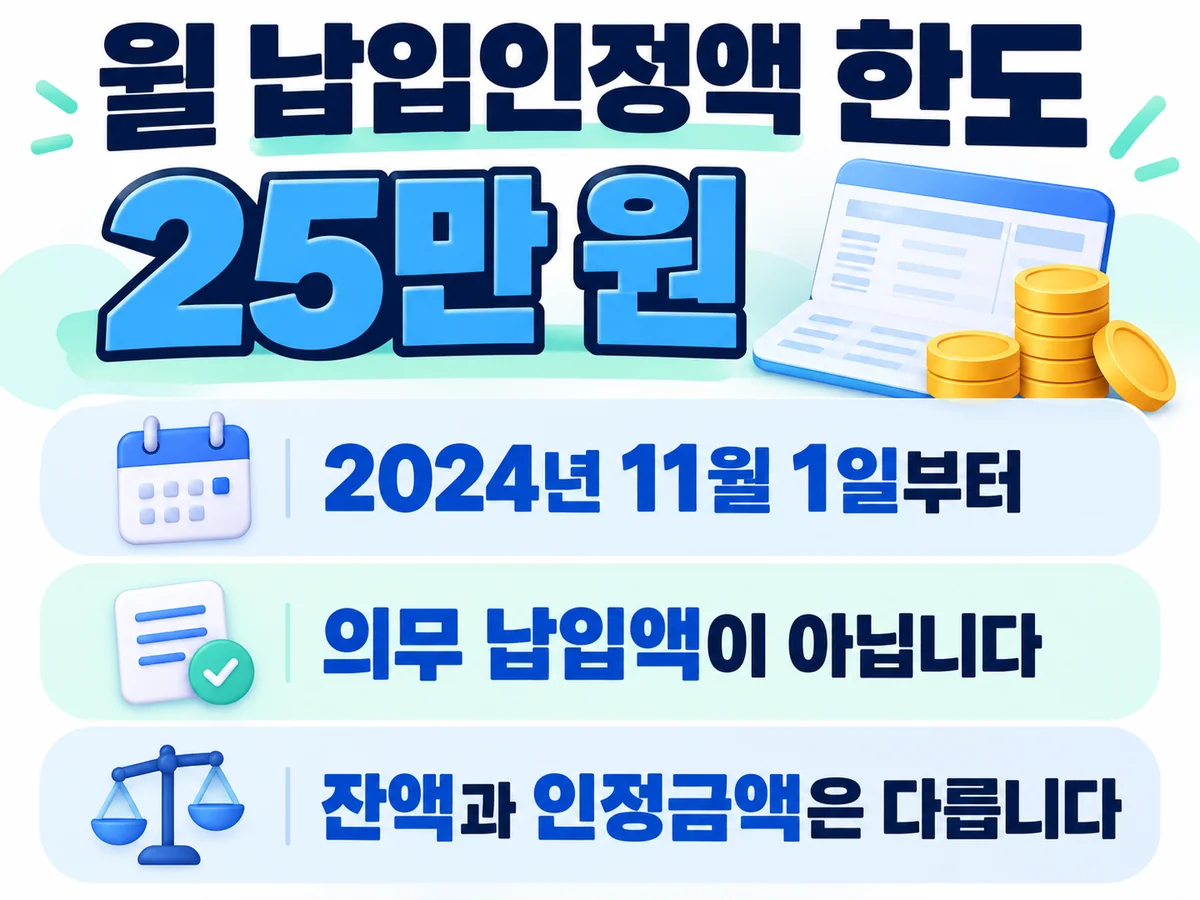 월 납입인정액 한도
25만 원
2024년 11월 1일부터
의무 납입액이 아닙니다
잔액과 인정금액은 다릅니다